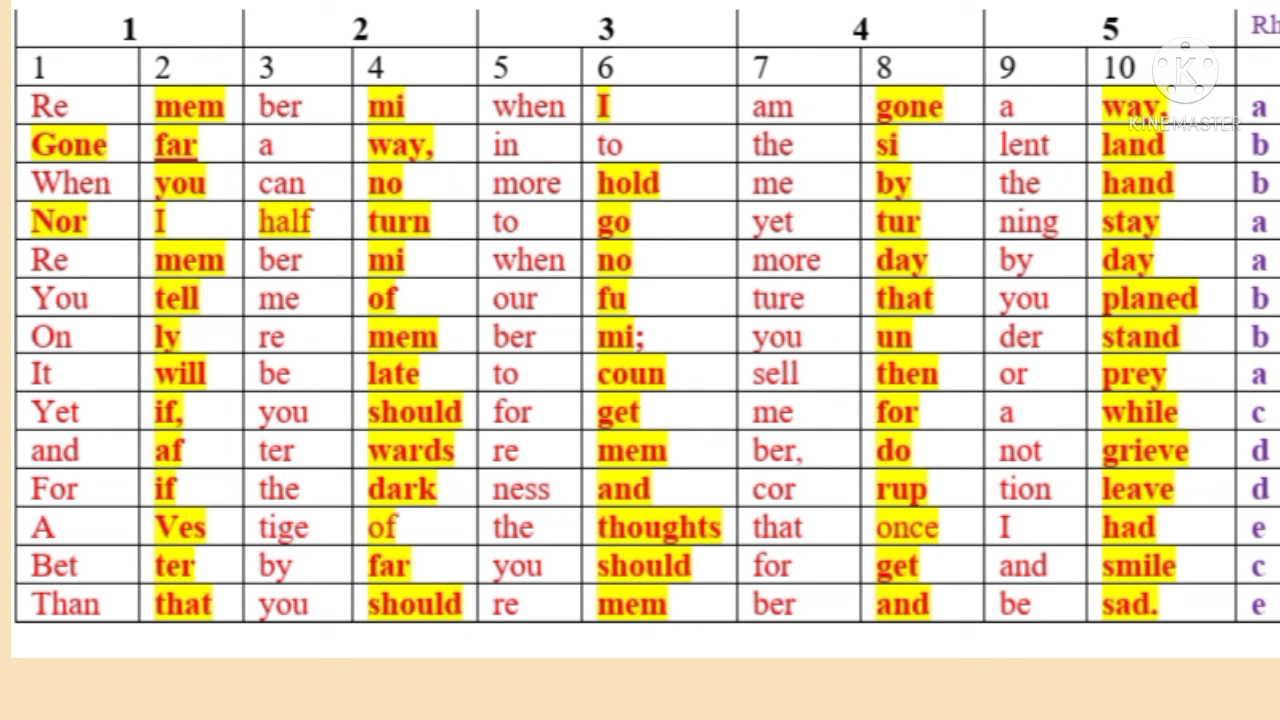 1 2 3 4 5 Rh
1 2 3 4 5 6 7 8 9 10
Re mem ber mi when I am gone a way. a
KINEMASTER
Gone far a way, in to the si lent land b
When you can no more hold me by the hand b
Nor I half turn to go yet tur ning stay a
Re mem ber mi when no more day by day a
You tell me of our fu ture that you planed b
On ly re mem ber mi; you un der stand b
It will be late to coun sell then or prey a
Yet if, you should for get me for a while c
and af ter wards re mem ber, do not grieve d
For if the dark ness and cor rup tion leave d
A Ves tige of the thoughts that once I had e
Bet ter by far you should for get and smile c
Than that you should re mem ber and be sad. e